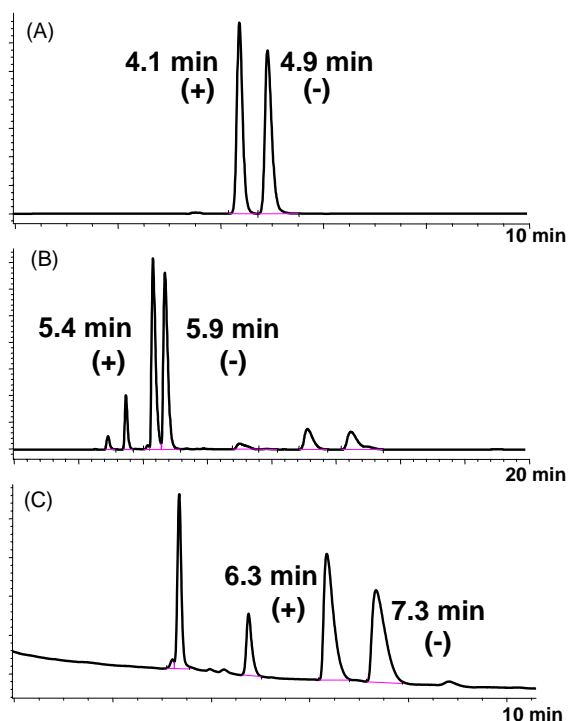 (A)
4.1 min
(+)
4.9 min
(-)
10 min
(B)
5.4 min
(+)
5.9 min
(-)
20 min
(C)
6.3 min
(+)
7.3 min
(-)
10 min